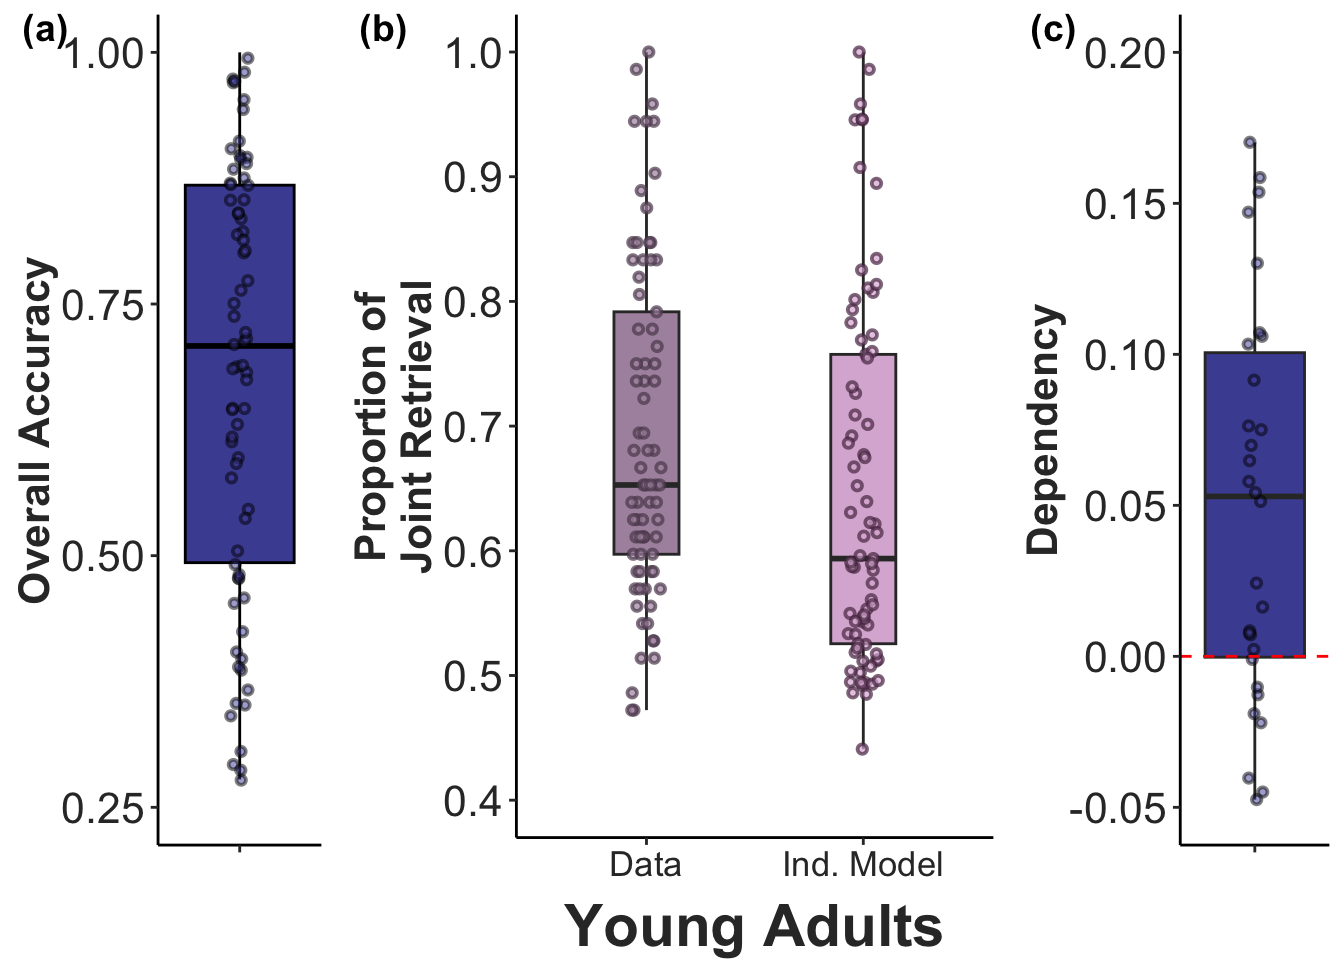 (a)
Overall Accuracy
1.00
0.75
0.50
0.25
(b)
Proportion of
Joint Retrieval
1.0
0.9
0.8
0.7
0.6
0.5
0.4
Data
Ind. Model
Young Adults
(c)
Dependency
0.20
0.15
0.10
0.05
0.00
-0.05